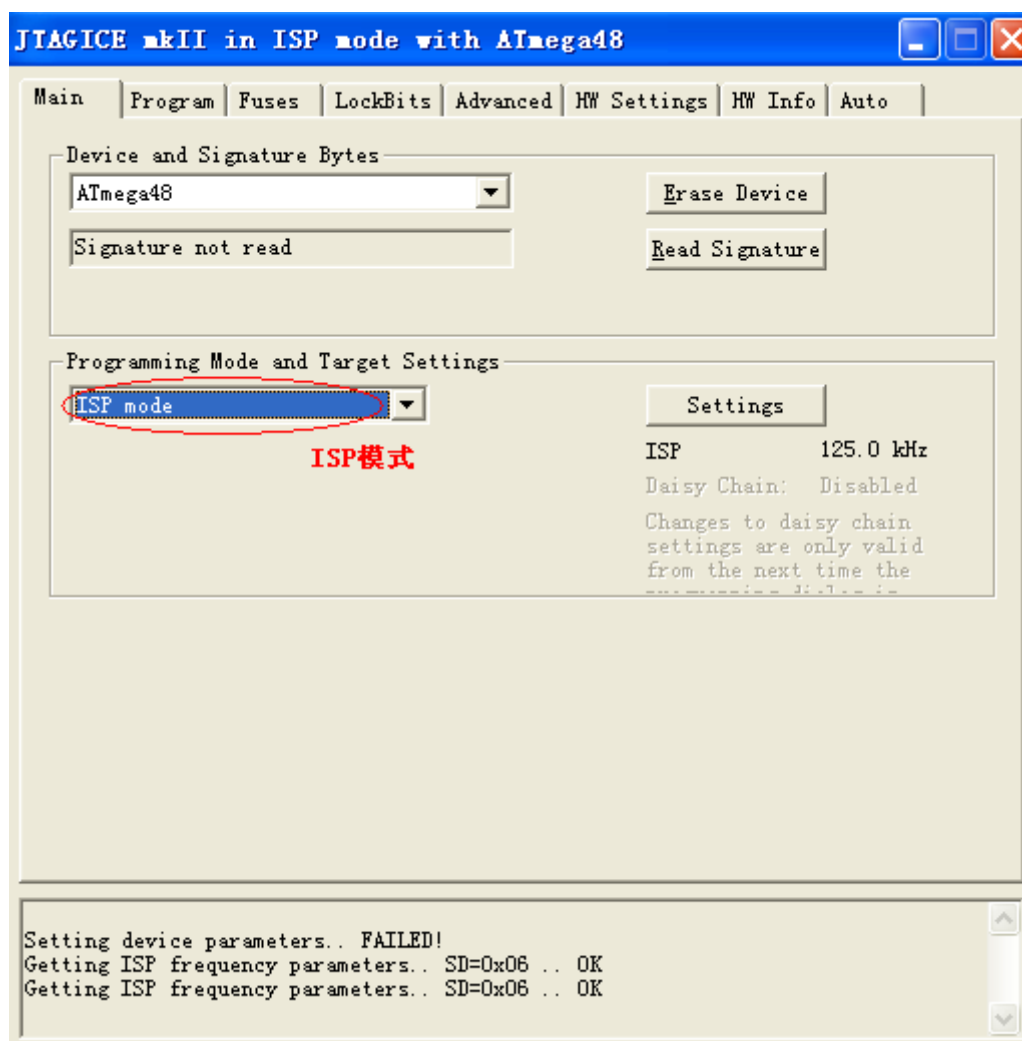 JTAGICE mkII in ISP mode with ATmega48
Main Program Fuses LockBits Advanced HW Settings HW Info Auto
Device and Signature Bytes
ATmega48
Erase Device
Signature not read
Read Signature
Programming Mode and Target Settings
ISP mode
Settings
ISP模式
ISP 125.0 kHz
Daisy Chain: Disabled
Changes to daisy chain
settings are only valid
from the next time the
Setting device parameters.. FAILED!
Getting ISP frequency parameters.. SD=0x06 .. OK
Getting ISP frequency parameters.. SD=0x06 .. OK